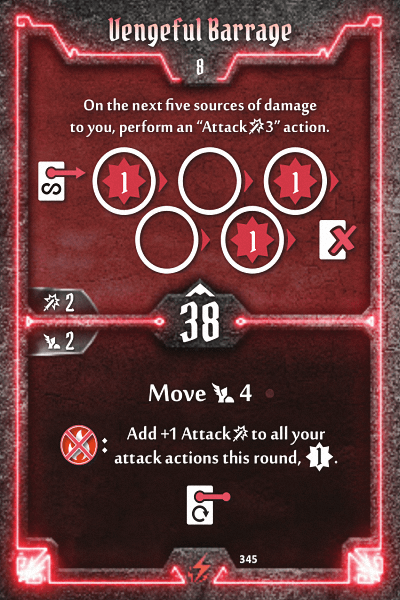 Vengeful Barrage
8
On the next five sources of damage
to you, perform an “Attack 3” action.
1 1
1
2
38
2
Move 4
: Add +1 Attack to all your
attack actions this round, 1.
345